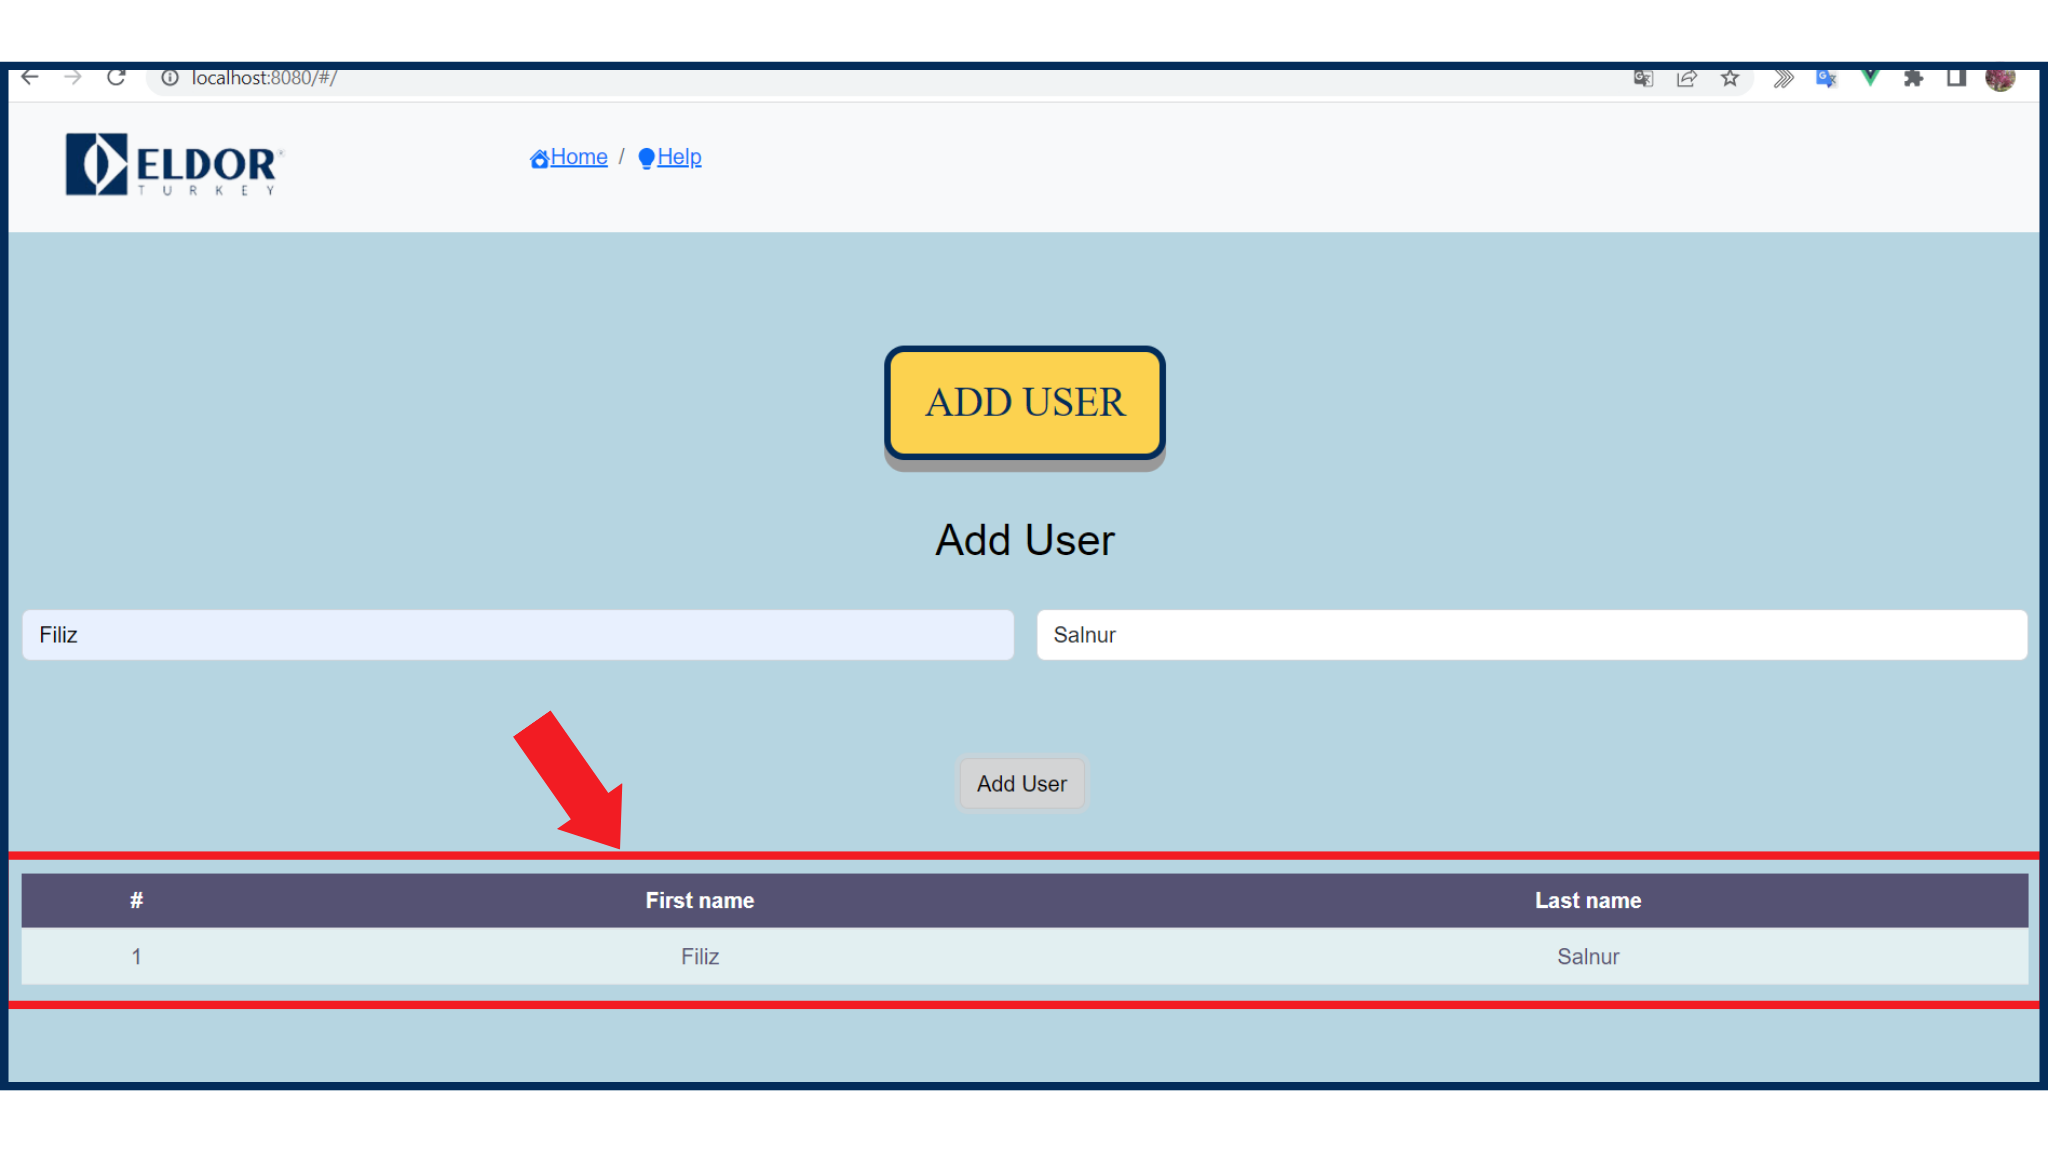 localhost:8080/#/
ELDOR®
TURKEY
Home / Help
ADD USER
Add User
Filiz Salnur
Add User
# First name Last name
1 Filiz Salnur